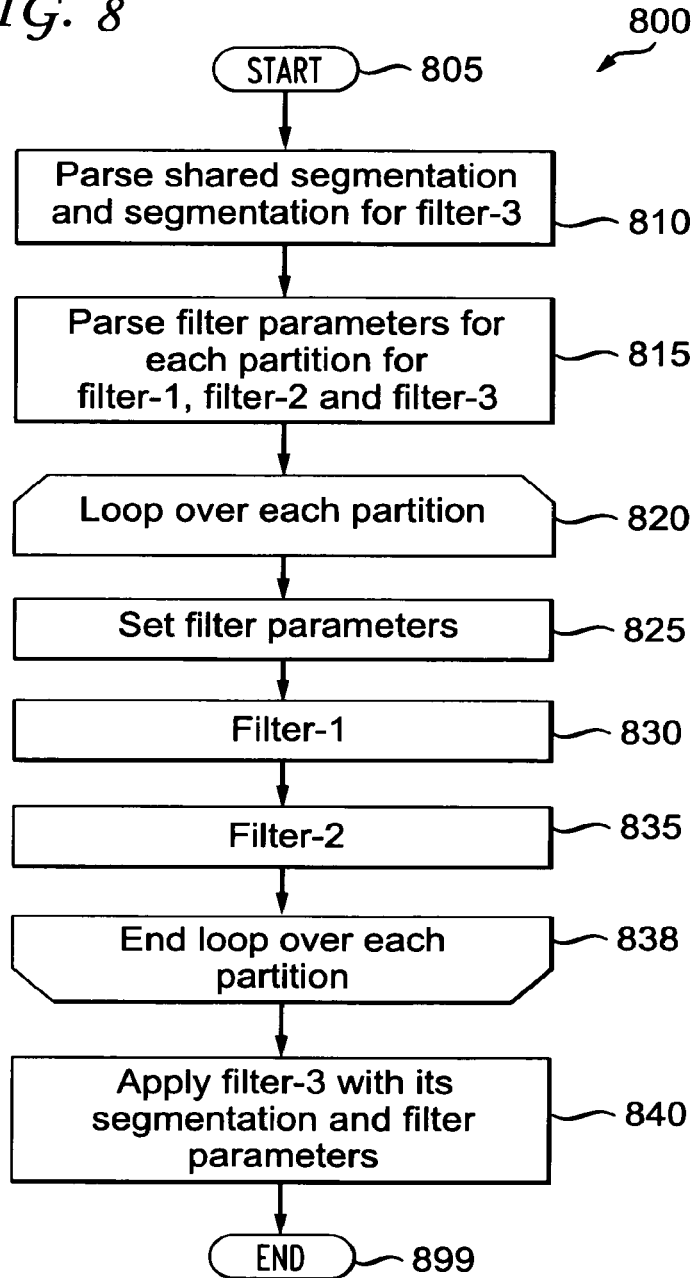 IG. 8
800
START
805
Parse shared segmentation
and segmentation for filter-3
810
Parse filter parameters for
each partition for
filter-1, filter-2 and filter-3
815
Loop over each partition
820
Set filter parameters
825
Filter-1
830
Filter-2
835
End loop over each
partition
838
Apply filter-3 with its
segmentation and filter
parameters
840
END
899